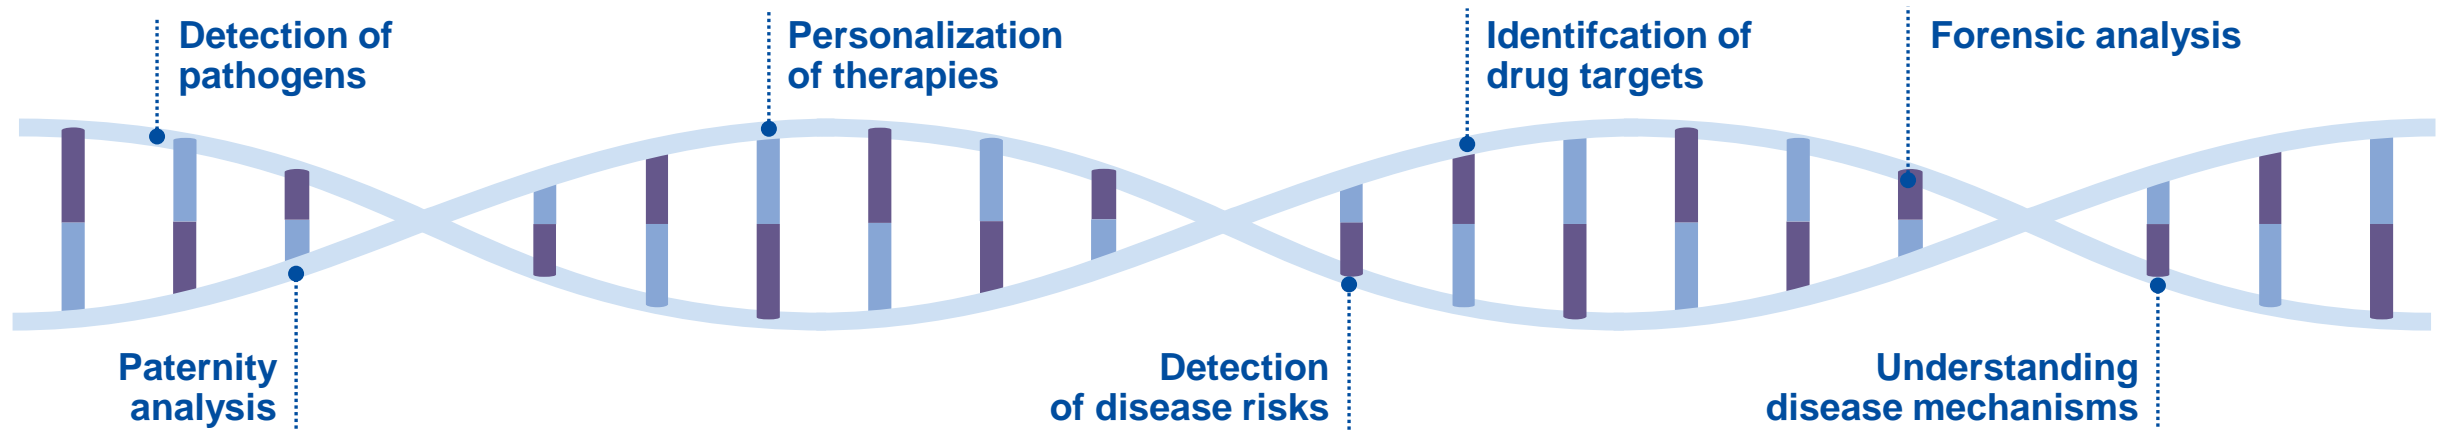 Detection of
pathogens
Personalization
of therapies
Identifcation of
drug targets
Forensic analysis
Paternity
analysis
Detection
of disease risks
Understanding
disease mechanisms